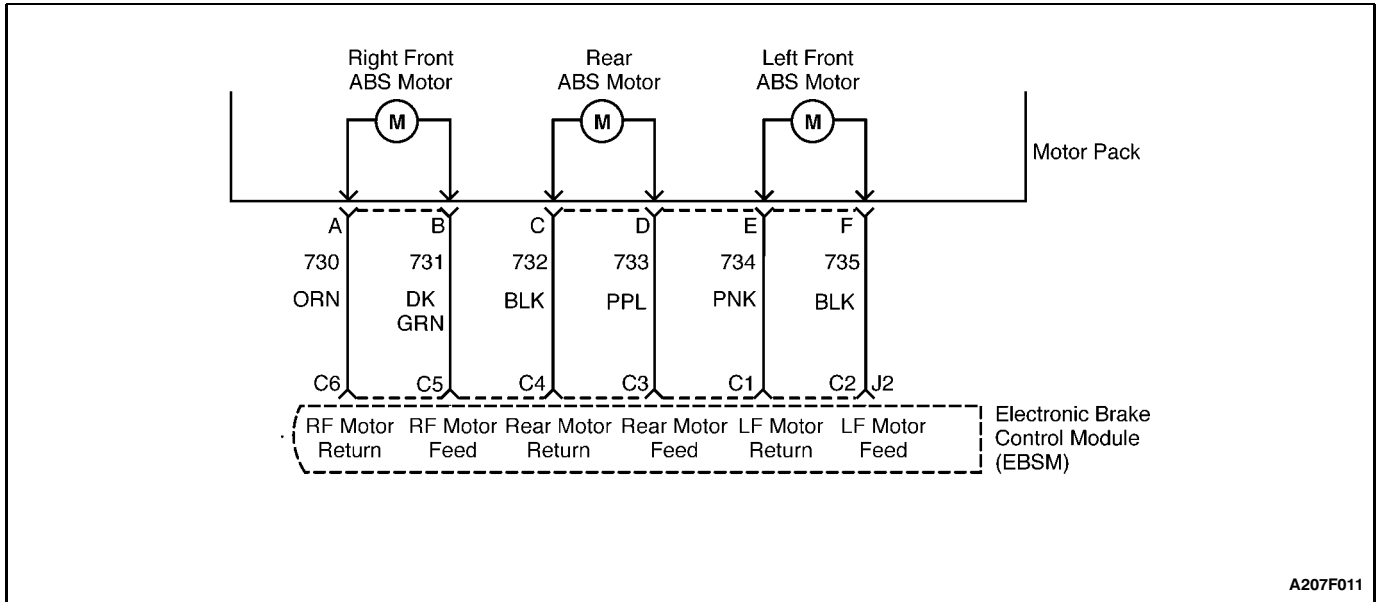 Right Front Rear Left Front
ABS Motor ABS Motor ABS Motor
M M M
Motor Pack
A B C D E F
730 731 732 733 734 735
ORN DK BLK PPL PNK BLK
GRN
C6 C5 C4 C3 C1 C2 J2
RF Motor RF Motor Rear Motor Rear Motor LF Motor LF Motor Electronic Brake
Return Feed Return Feed Return Feed Control Module
(EBSM)
A207F011